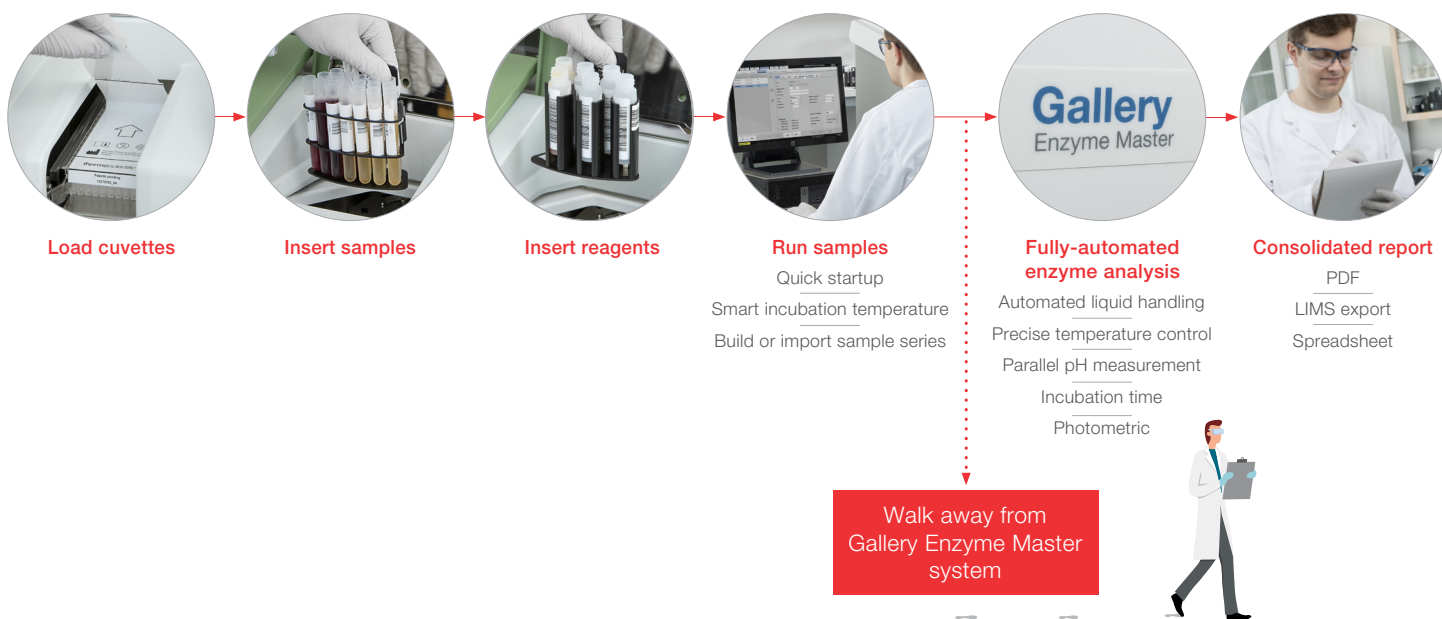 thermo scientific
Gallery
Enzyme Master
Load cuvettes
Insert samples
Insert reagents
Run samples
Quick startup
Smart incubation temperature
Build or import sample series
Fully-automated
enzyme analysis
Automated liquid handling
Precise temperature control
Parallel pH measurement
Incubation time
Photometric
Consolidated report
PDF
LIMS export
Spreadsheet
Walk away from
Gallery Enzyme Master
system